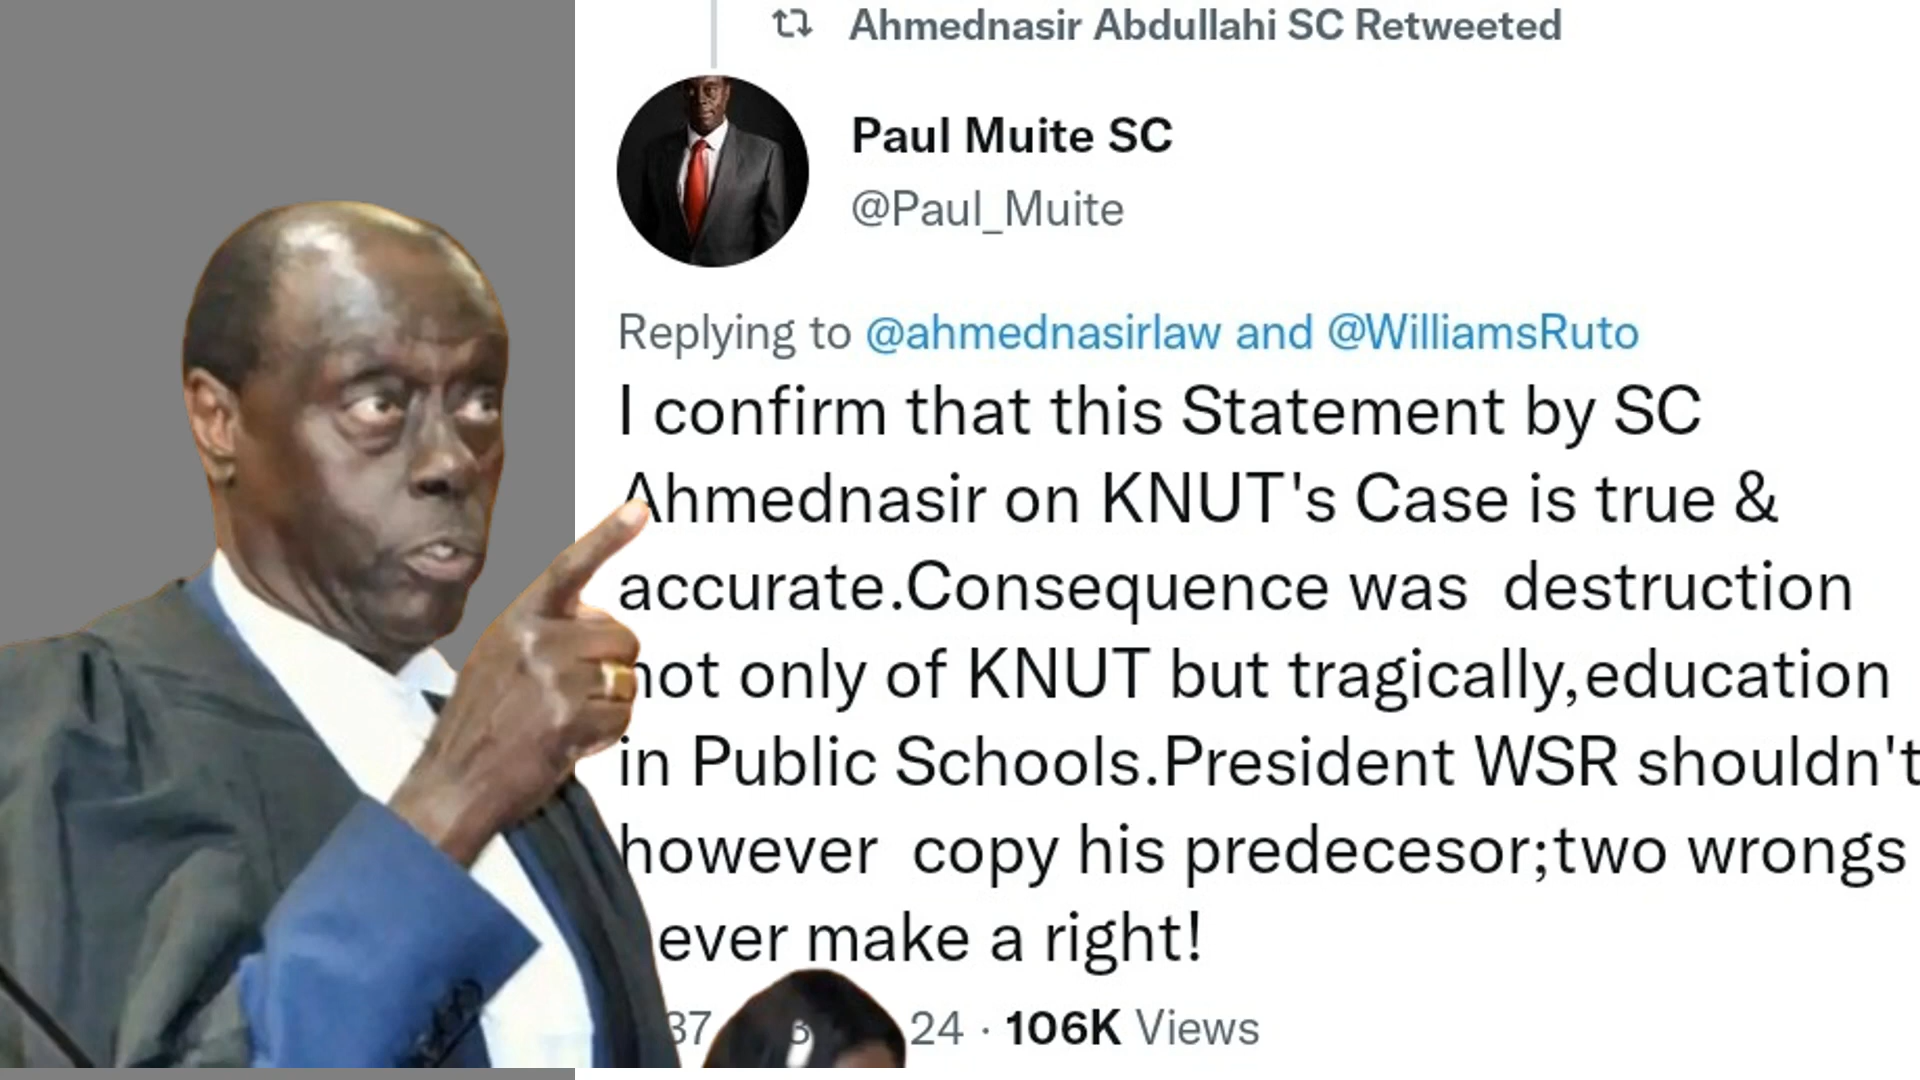 Ahmednasir Abdullahi SC Retweeted
Paul Muite SC
@Paul_Muite
Replying to @ahmednasirlaw and @WilliamsRuto
I confirm that this Statement by SC
Ahmednasir on KNUT's Case is true &
accurate.Consequence was  destruction
not only of KNUT but tragically,education
in Public Schools.President WSR shouldn't
however  copy his predecesor;two wrongs
never make a right!
24 · 106K Views